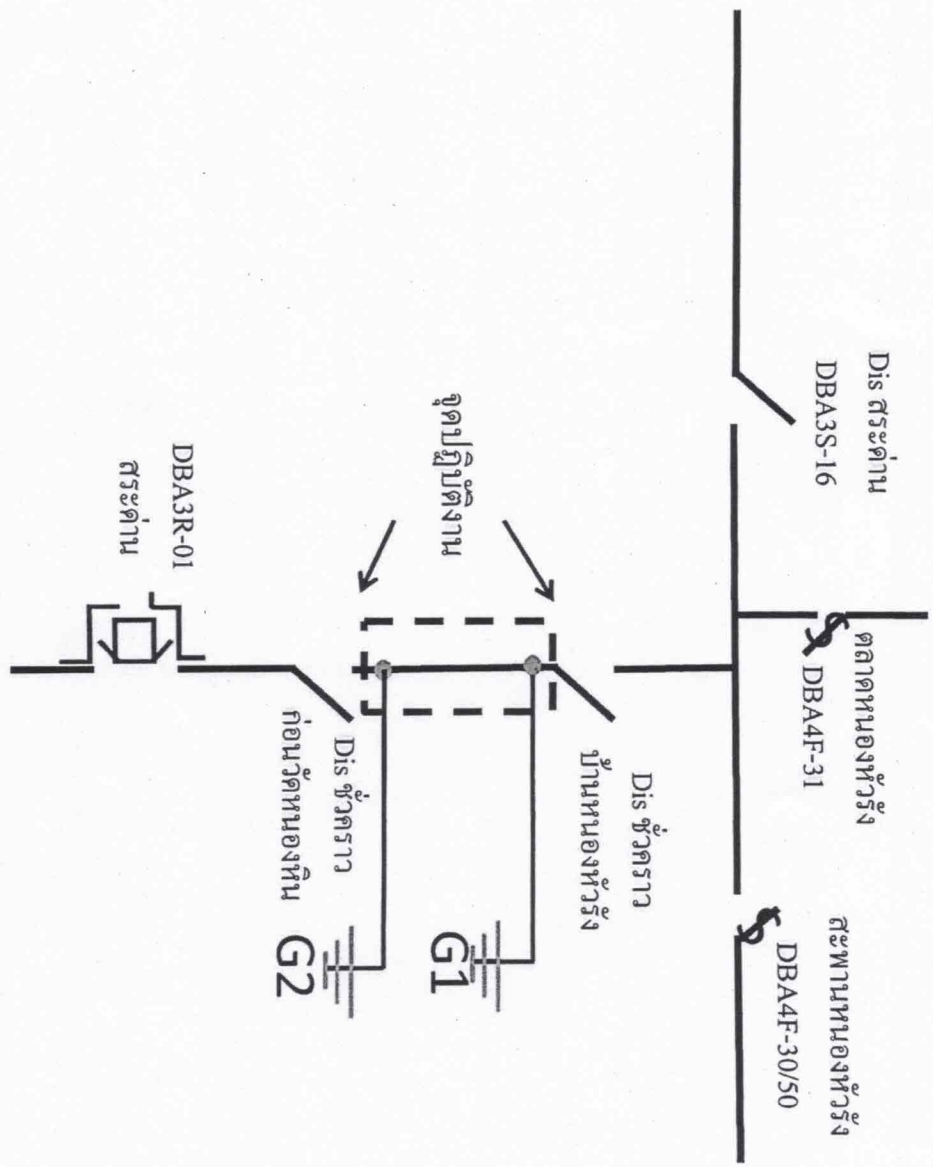 Dis สระด่าน
DBA3S-16
ตลาดหนองหัวรัง
DBA4F-31
สะพานหนองหัวรัง
DBA4F-30/50
จุดปฏิบัติงาน
Dis ชั่วคราว
บ้านหนองหัวรัง
G1
Dis ชั่วคราว
ก่อนวัดหนองหิน
G2
DBA3R-01
สระด่าน